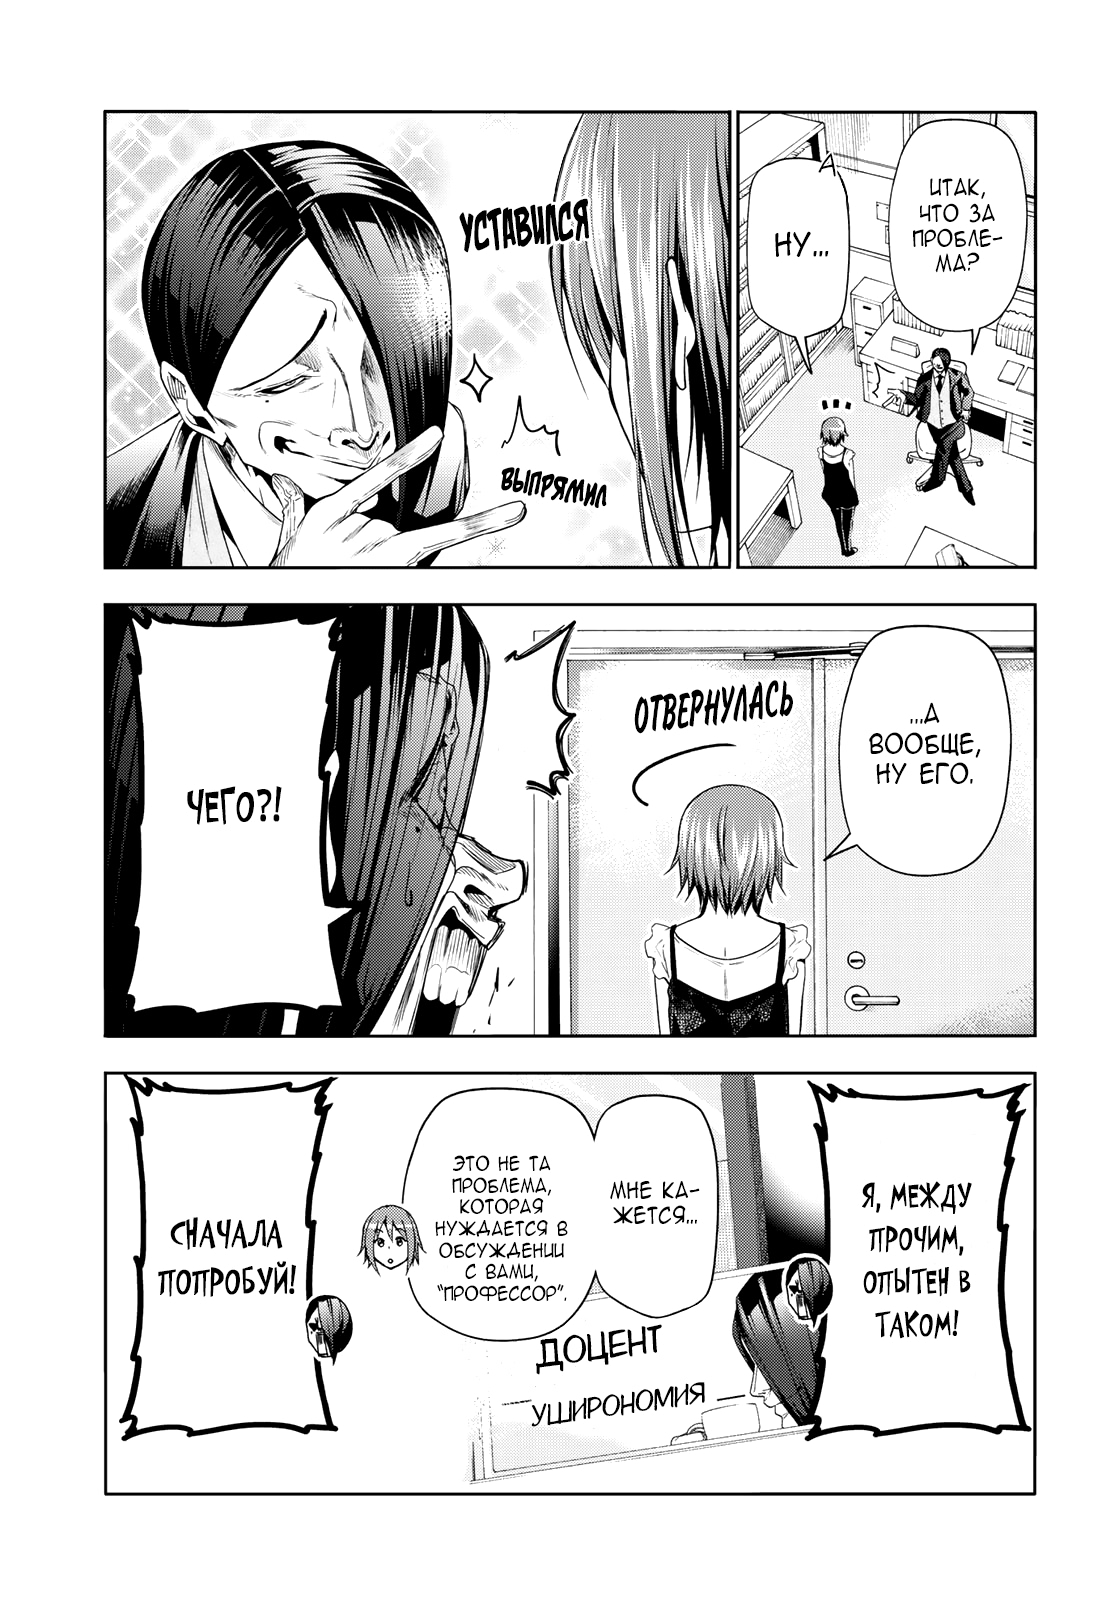 ИТАК,
ЧТО ЗА
ПРОБЛЕ-
МА?
НУ...
УСТАВИЛСЯ
ВЫПРЯМИЛ
...А
ВООБЩЕ,
НУ ЕГО.
ОТВЕРНУЛАСЬ
ЧЕГО?!
Я, МЕЖДУ
ПРОЧИМ,
ОПЫТЕН В
ТАКОМ!
МНЕ КА-
ЖЕТСЯ...
ЭТО НЕ ТА
ПРОБЛЕМА,
КОТОРАЯ
НУЖДАЕТСЯ В
ОБСУЖДЕНИИ
С ВАМИ,
"ПРОФЕССОР".
ДОЦЕНТ
УШИРОНОМИЯ
СНАЧАЛА
ПОПРОБУЙ!